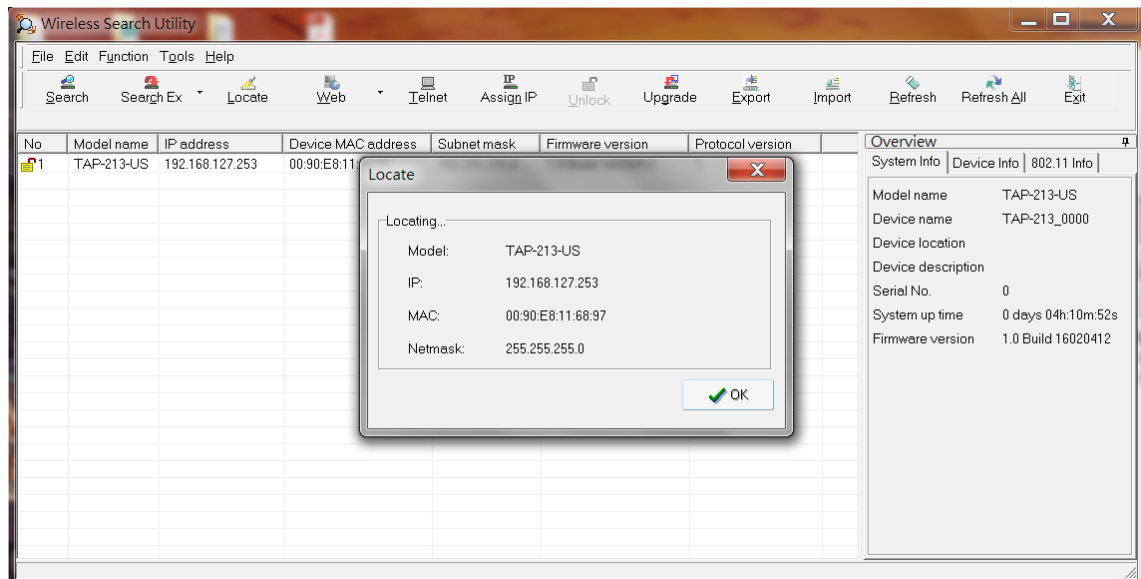 Wireless Search Utility
File Edit Function Tools Help
Search Search Ex Locate Web Telnet Assign IP Unlock Upgrade Export Import Refresh Refresh All Exit
No Model name IP address Device MAC address Subnet mask Firmware version Protocol version
1 TAP-213-US 192.168.127.253 00:90:E8:11:
Locate
Locating...
Model: TAP-213-US
IP: 192.168.127.253
MAC: 00:90:E8:11:68:97
Netmask: 255.255.255.0
OK
Overview
System Info Device Info 802.11 Info
Model name TAP-213-US
Device name TAP-213_0000
Device location
Device description
Serial No. 0
System up time 0 days 04h:10m:52s
Firmware version 1.0 Build 16020412